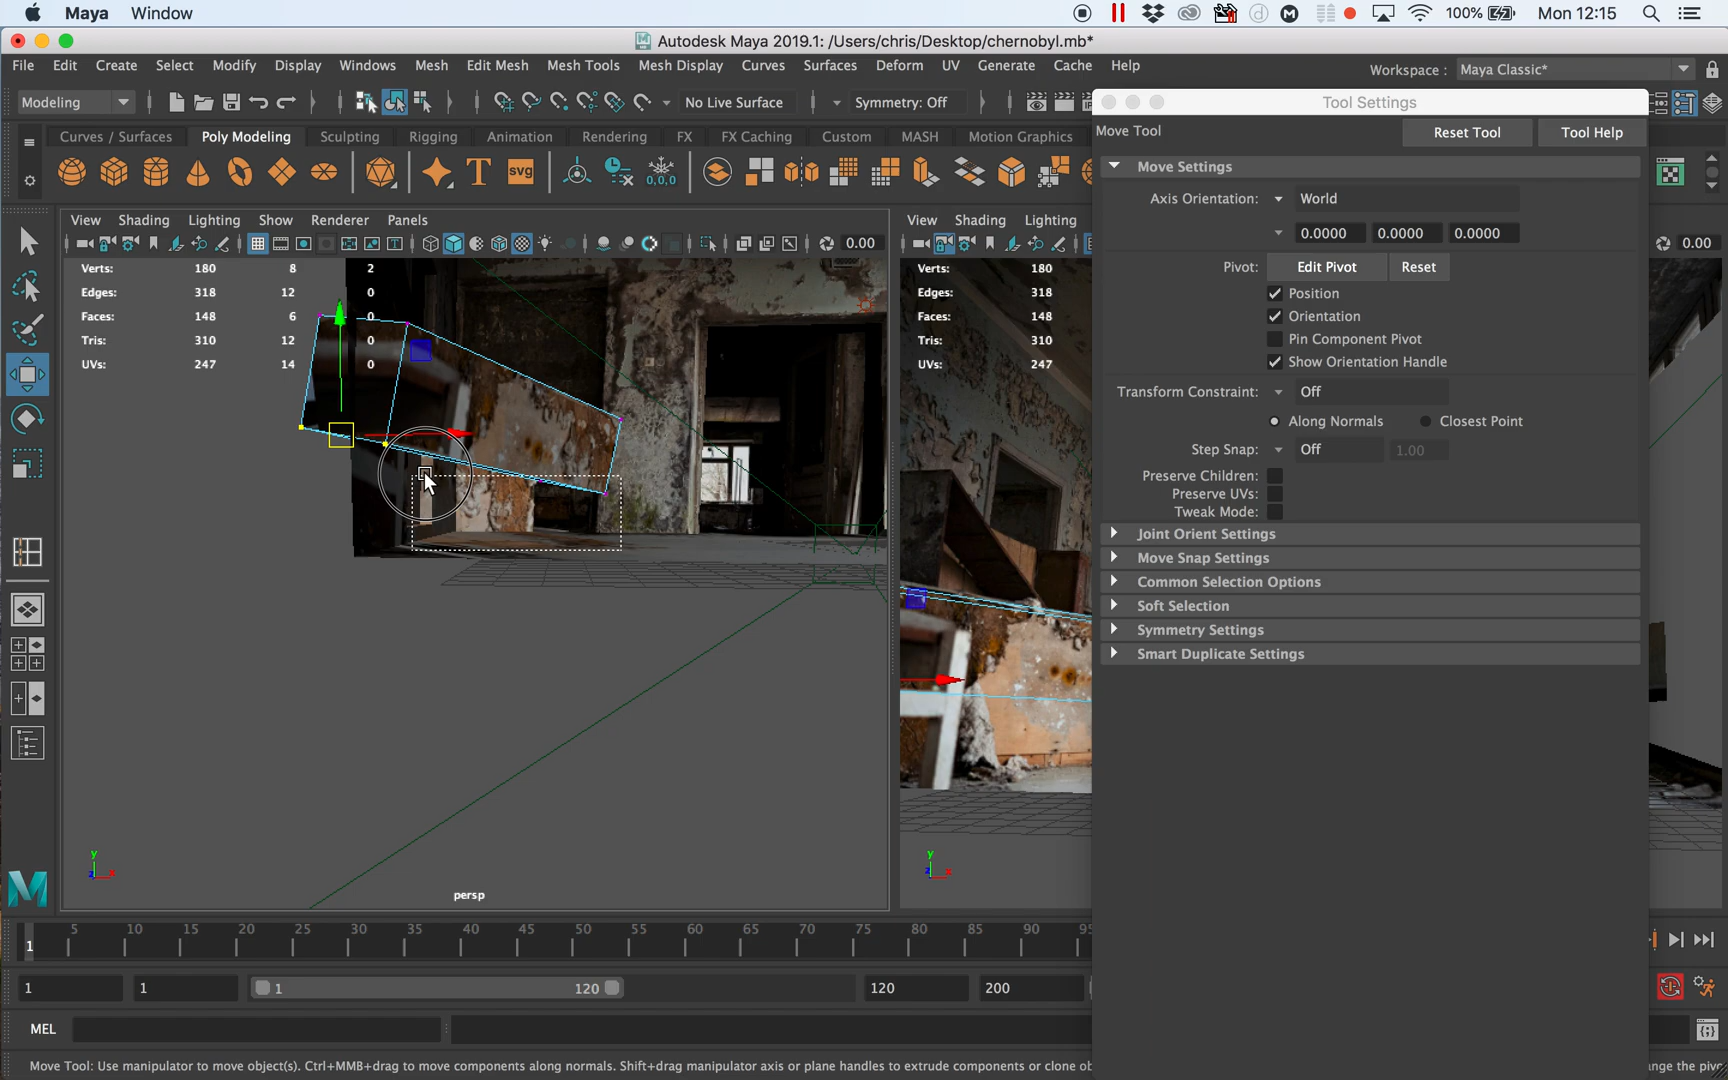 Maya Window 100% Mon 12:15
Autodesk Maya 2019.1: /Users/chris/Desktop/chernobyl.mb*
File Edit Create Select Modify Display Windows Mesh Edit Mesh Mesh Tools Mesh Display Curves Surfaces Deform UV Generate Cache Help Workspace : Maya Classic*
Modeling No Live Surface Symmetry: Off
Tool Settings
Curves / Surfaces Poly Modeling Sculpting Rigging Animation Rendering FX FX Caching Custom MASH Motion Graphics
Move Tool Reset Tool Tool Help
Move Settings
T svg 0,0,0
Axis Orientation: World
0.0000 0.0000 0.0000
View Shading Lighting Show Renderer Panels
View Shading Lighting
0.00
0.00
Pivot: Edit Pivot Reset
Position
Orientation
Pin Component Pivot
Show Orientation Handle
Transform Constraint: Off
Along Normals Closest Point
Step Snap: Off 1.00
Preserve Children:
Preserve UVs:
Tweak Mode:
Joint Orient Settings
Move Snap Settings
Common Selection Options
Soft Selection
Symmetry Settings
Smart Duplicate Settings
Verts: 180 8 2
Edges: 318 12 0
Faces: 148 6 0
Tris: 310 12 0
UVs: 247 14 0
Verts: 180
Edges: 318
Faces: 148
Tris: 310
UVs: 247
y
z x
persp
y
z x
1 5 10 15 20 25 30 35 40 45 50 55 60 65 70 75 80 85 90 95
1 1 1 120 120 200
MEL
Move Tool: Use manipulator to move object(s). Ctrl+MMB+drag to move components along normals. Shift+drag manipulator axis or plane handles to extrude components or clone ob